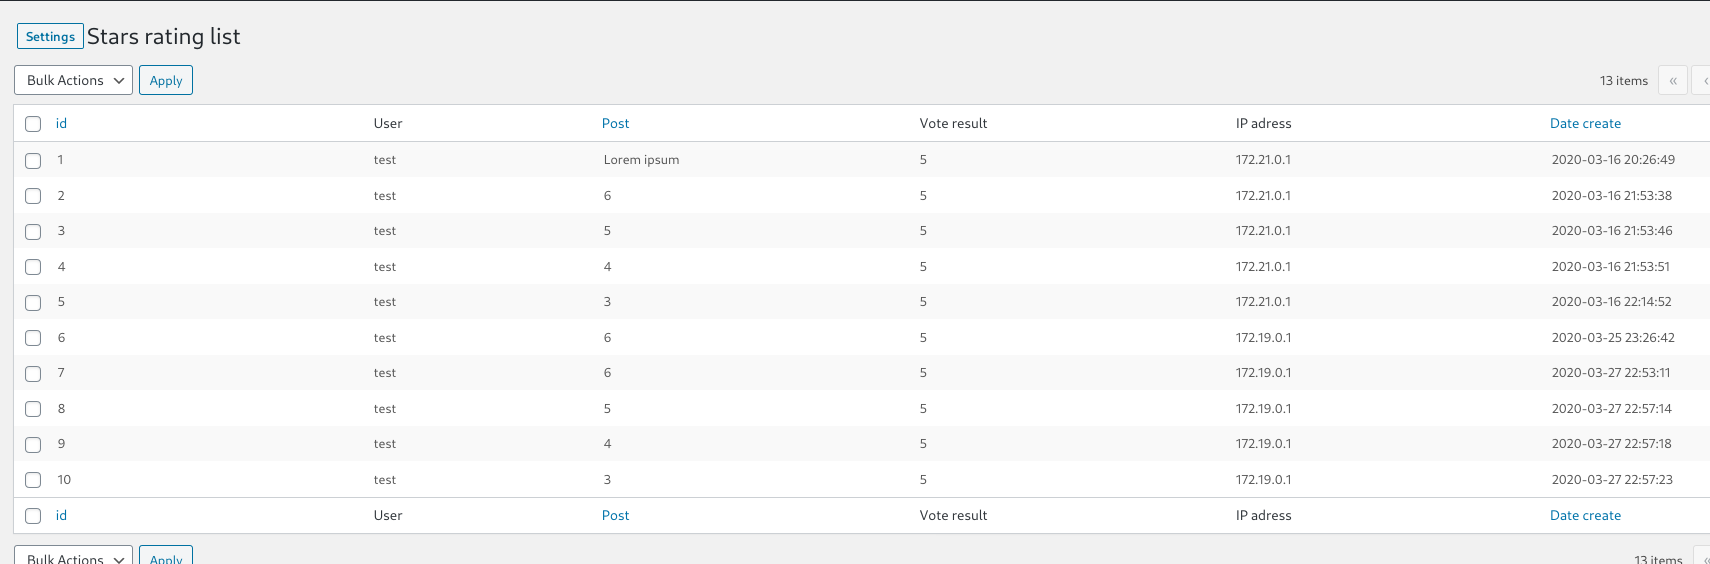 Settings Stars rating list
Bulk Actions Apply 13 items « ‹
id User Post Vote result IP adress Date create
1 test Lorem ipsum 5 172.21.0.1 2020-03-16 20:26:49
2 test 6 5 172.21.0.1 2020-03-16 21:53:38
3 test 5 5 172.21.0.1 2020-03-16 21:53:46
4 test 4 5 172.21.0.1 2020-03-16 21:53:51
5 test 3 5 172.21.0.1 2020-03-16 22:14:52
6 test 6 5 172.19.0.1 2020-03-25 23:26:42
7 test 6 5 172.19.0.1 2020-03-27 22:53:11
8 test 5 5 172.19.0.1 2020-03-27 22:57:14
9 test 4 5 172.19.0.1 2020-03-27 22:57:18
10 test 3 5 172.19.0.1 2020-03-27 22:57:23
id User Post Vote result IP adress Date create
Bulk Actions Apply 13 items «